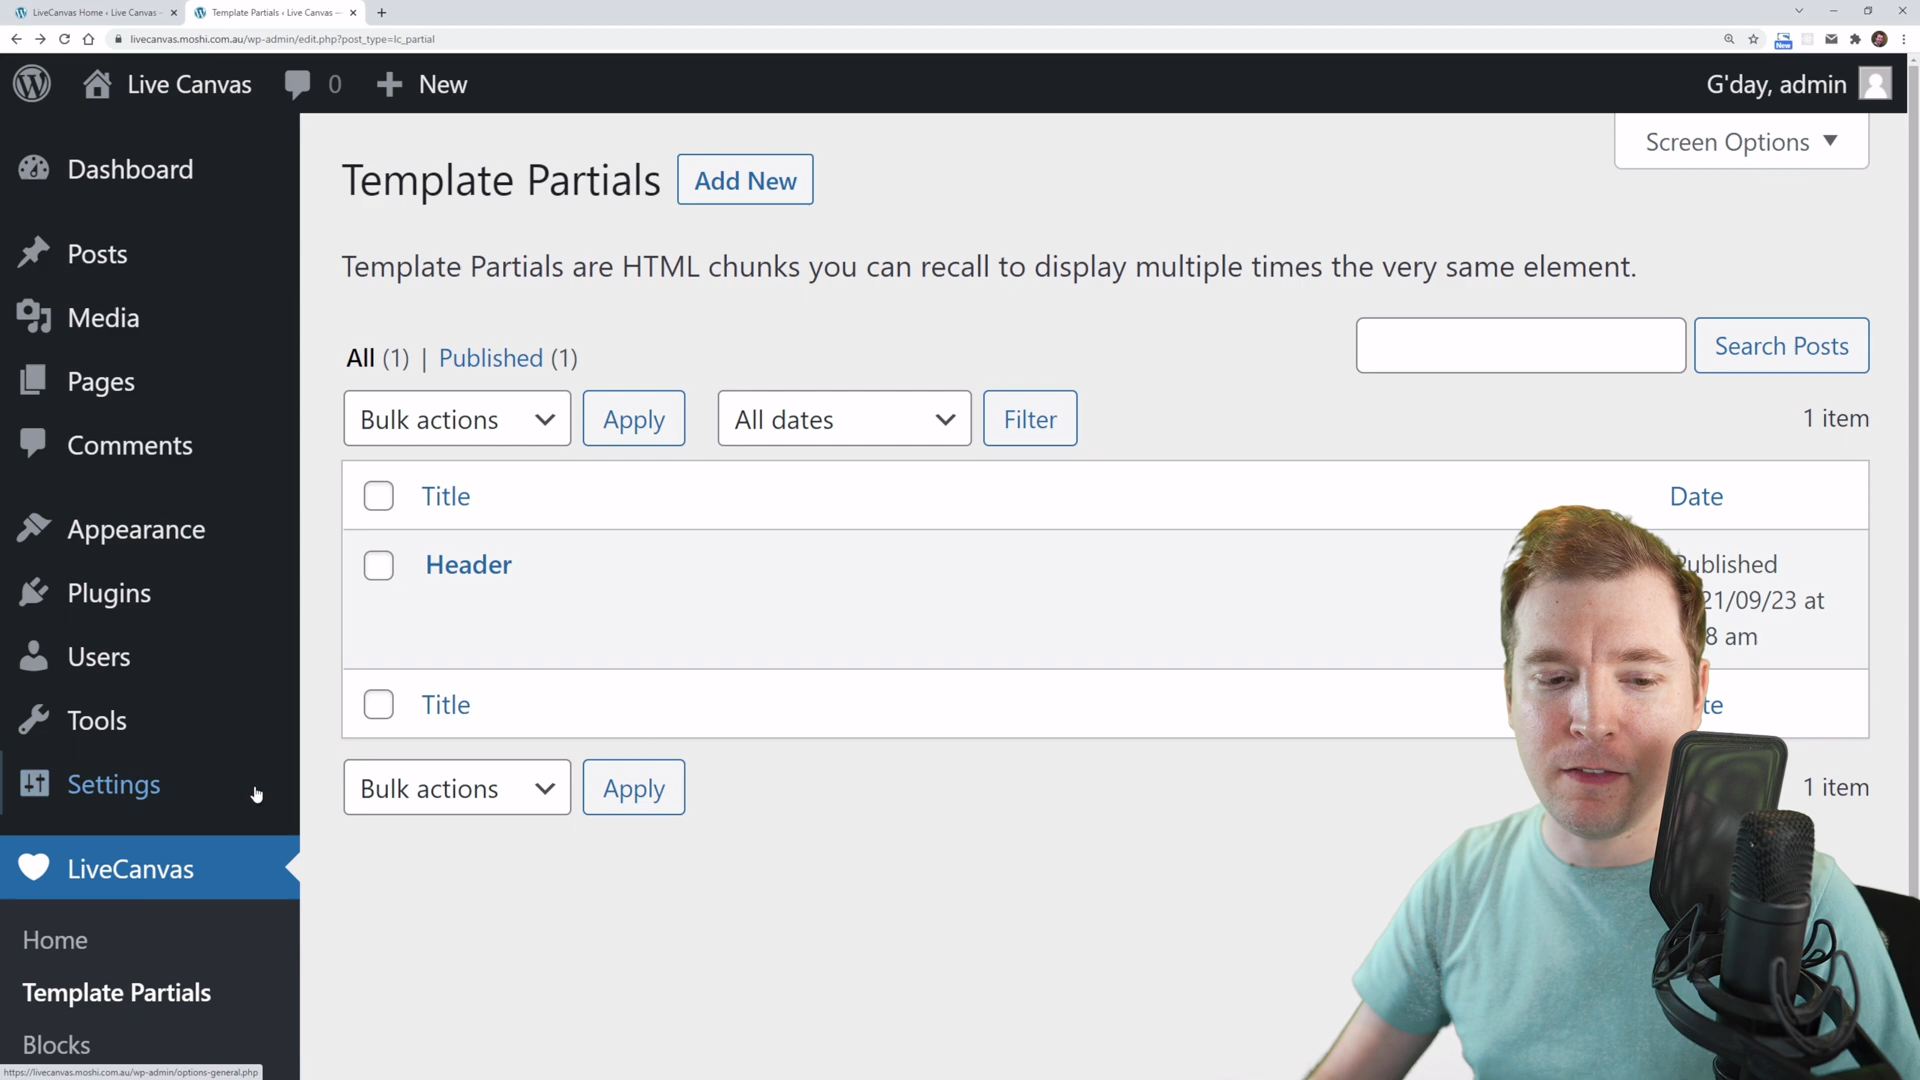 LiveCanvas Home ‹ Live Canvas —
Template Partials ‹ Live Canvas —
livecanvas.moshi.com.au/wp-admin/edit.php?post_type=lc_partial
New
Live Canvas
0
New
G'day, admin
Screen Options
Dashboard
Posts
Media
Pages
Comments
Appearance
Plugins
Users
Tools
Settings
LiveCanvas
Home
Template Partials
Blocks
Template Partials
Add New
Template Partials are HTML chunks you can recall to display multiple times the very same element.
All (1) | Published (1)
Search Posts
Bulk actions
Apply
All dates
Filter
1 item
Title
Date
Header
21/09/23 at
am
Title
Bulk actions
Apply
1 item
https://livecanvas.moshi.com.au/wp-admin/options-general.php